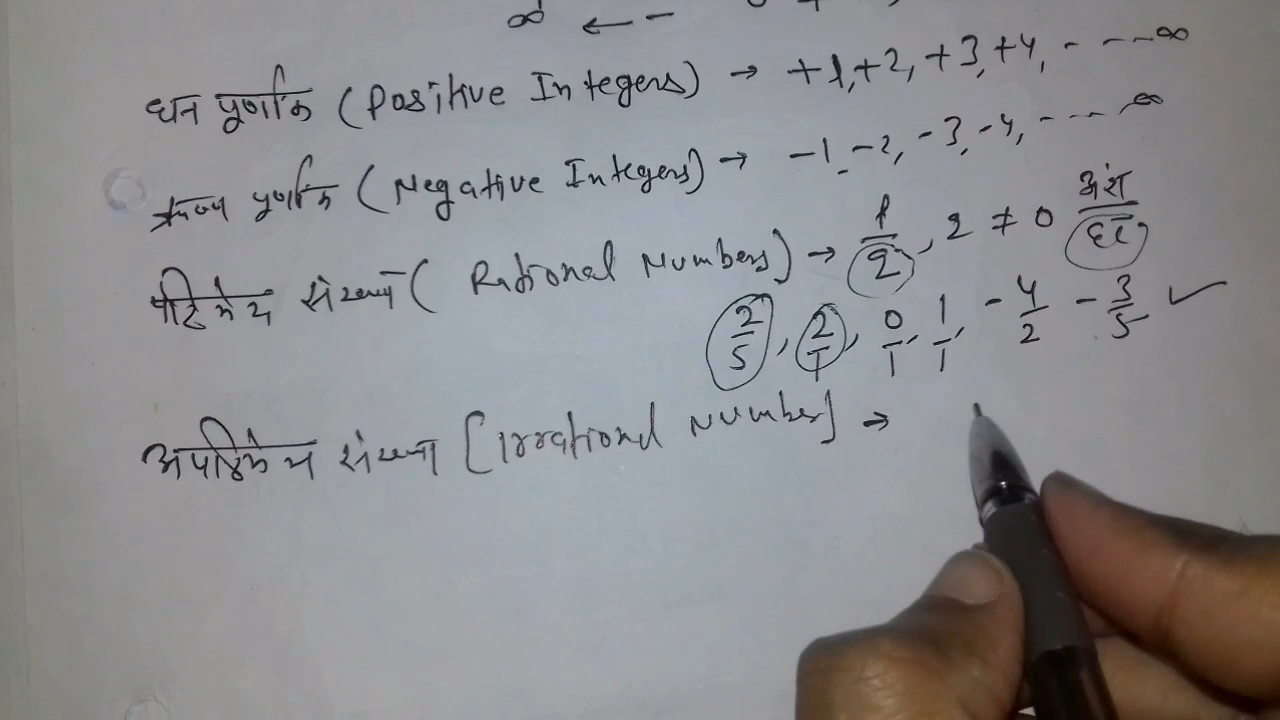 ∞ ← -
धन पूर्णांक (Positive Integers) → +1, +2, +3, +4, - - - - ∞
ऋण पूर्णांक (Negative Integers) → -1, -2, -3, -4, - - - - ∞
परिमेय संख्या (Rational Numbers) → p/q, q ≠ 0 अंश/हर
2/5, 2/1, 0/1, 1/1, -4/2 -3/5 ✓
अपरिमेय संख्या [Irrational Number] →